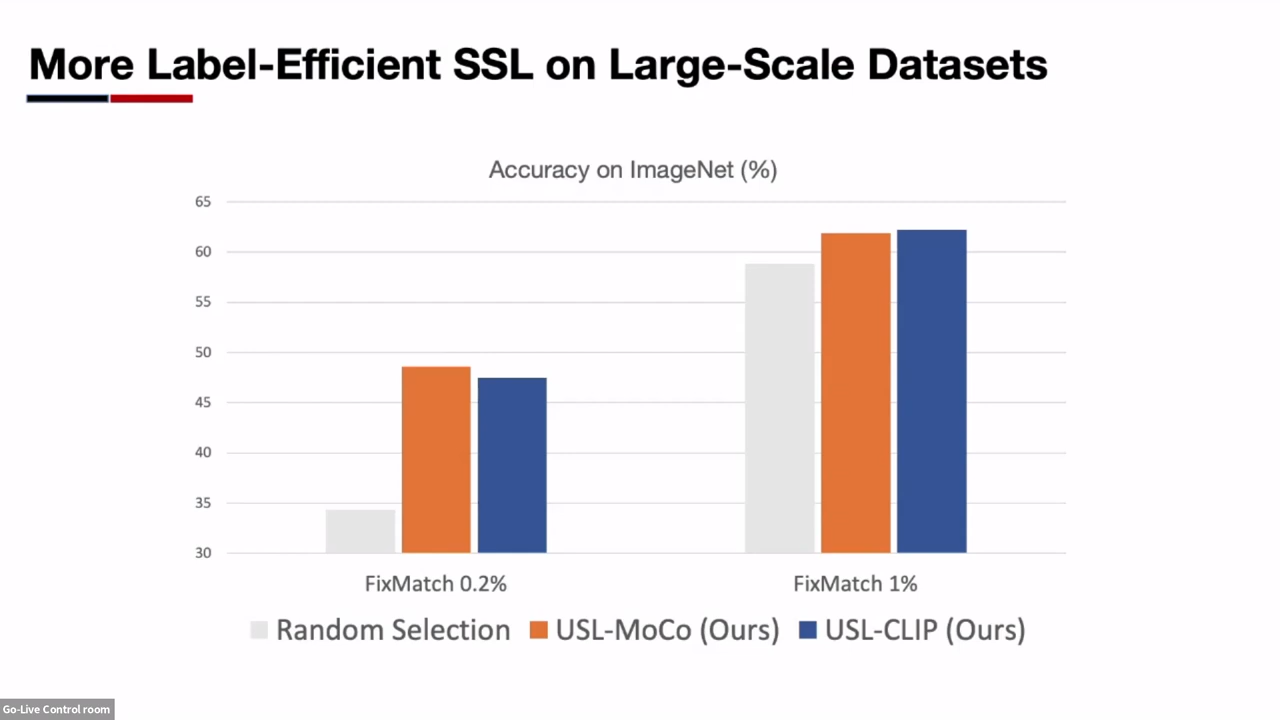 More Label-Efficient SSL on Large-Scale Datasets
Accuracy on ImageNet (%)
65
60
55
50
45
40
35
30
FixMatch 0.2%
FixMatch 1%
Random Selection
USL-MoCo (Ours)
USL-CLIP (Ours)
Go-Live Control room